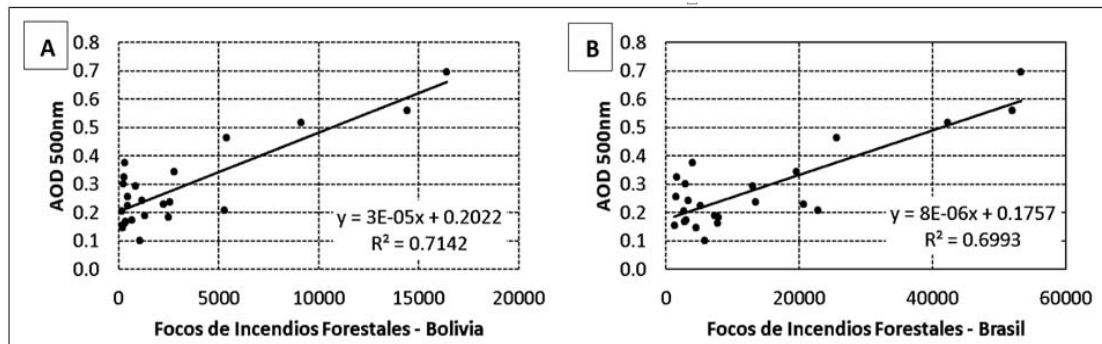 A
AOD 500nm
0.8
0.7
0.6
0.5
0.4
0.3
0.2
0.1
0.0
y = 3E-05x + 0.2022
R² = 0.7142
0 5000 10000 15000 20000
Focos de Incendios Forestales - Bolivia
B
AOD 500nm
0.8
0.7
0.6
0.5
0.4
0.3
0.2
0.1
0.0
y = 8E-06x + 0.1757
R² = 0.6993
0 20000 40000 60000
Focos de Incendios Forestales - Brasil